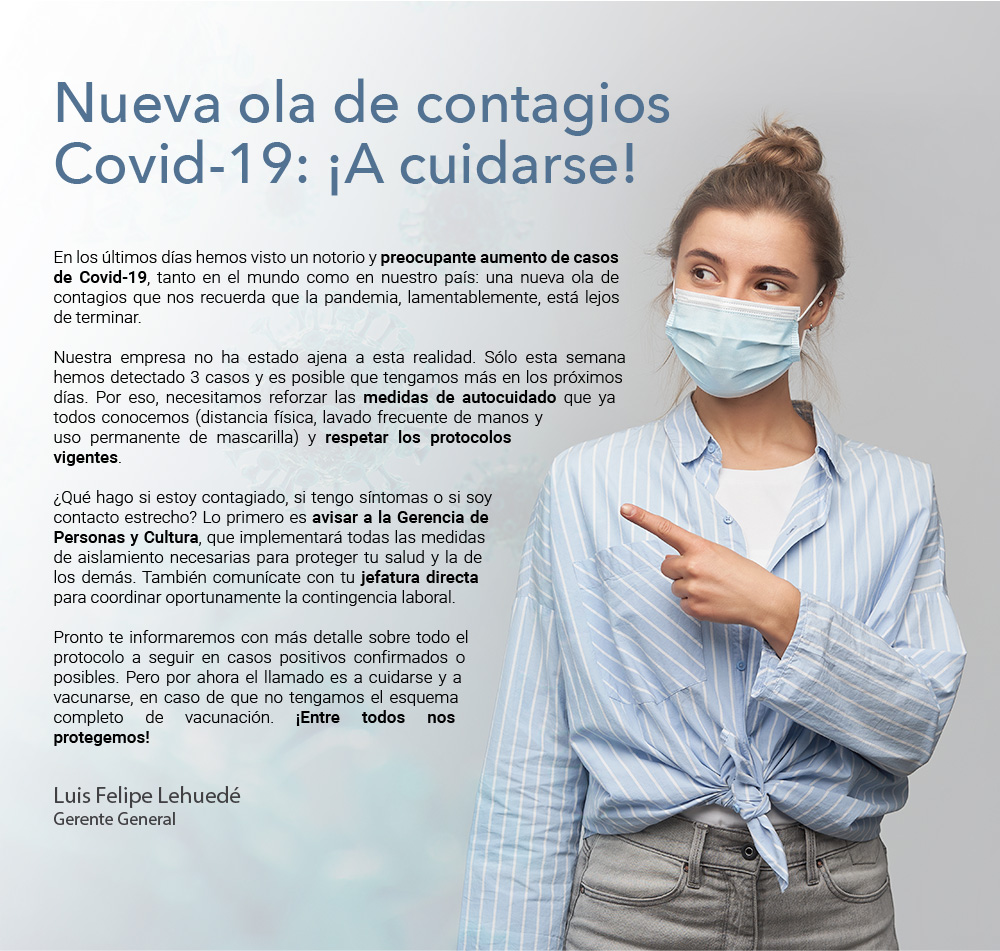 Nueva ola de contagios
Covid-19: ¡A cuidarse!
En los últimos días hemos visto un notorio y preocupante aumento de casos
de Covid-19, tanto en el mundo como en nuestro país: una nueva ola de
contagios que nos recuerda que la pandemia, lamentablemente, está lejos
de terminar.
Nuestra empresa no ha estado ajena a esta realidad. Sólo esta semana
hemos detectado 3 casos y es posible que tengamos más en los próximos
días. Por eso, necesitamos reforzar las medidas de autocuidado que ya
todos conocemos (distancia física, lavado frecuente de manos y
uso permanente de mascarilla) y respetar los protocolos
vigentes.
¿Qué hago si estoy contagiado, si tengo síntomas o si soy
contacto estrecho? Lo primero es avisar a la Gerencia de
Personas y Cultura, que implementará todas las medidas
de aislamiento necesarias para proteger tu salud y la de
los demás. También comunícate con tu jefatura directa
para coordinar oportunamente la contingencia laboral.
Pronto te informaremos con más detalle sobre todo el
protocolo a seguir en casos positivos confirmados o
posibles. Pero por ahora el llamado es a cuidarse y a
vacunarse, en caso de que no tengamos el esquema
completo de vacunación. ¡Entre todos nos
protegemos!
Luis Felipe Lehuedé
Gerente General